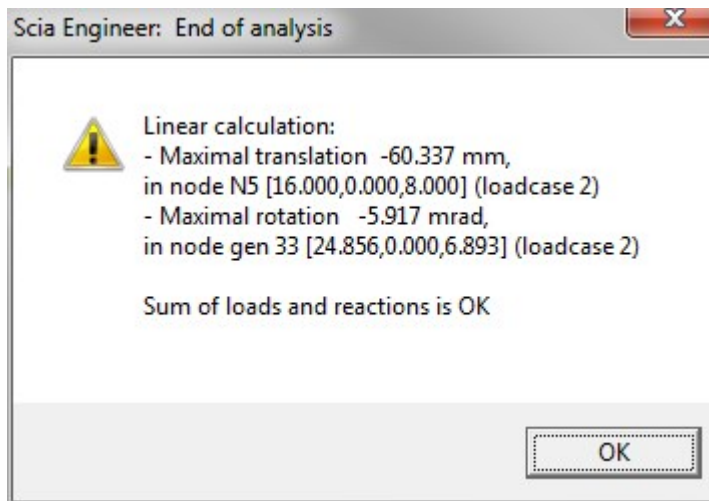 Scia Engineer: End of analysis
Linear calculation:
- Maximal translation -60.337 mm,
in node N5 [16.000,0.000,8.000] (loadcase 2)
- Maximal rotation -5.917 mrad,
in node gen 33 [24.856,0.000,6.893] (loadcase 2)
Sum of loads and reactions is OK
OK